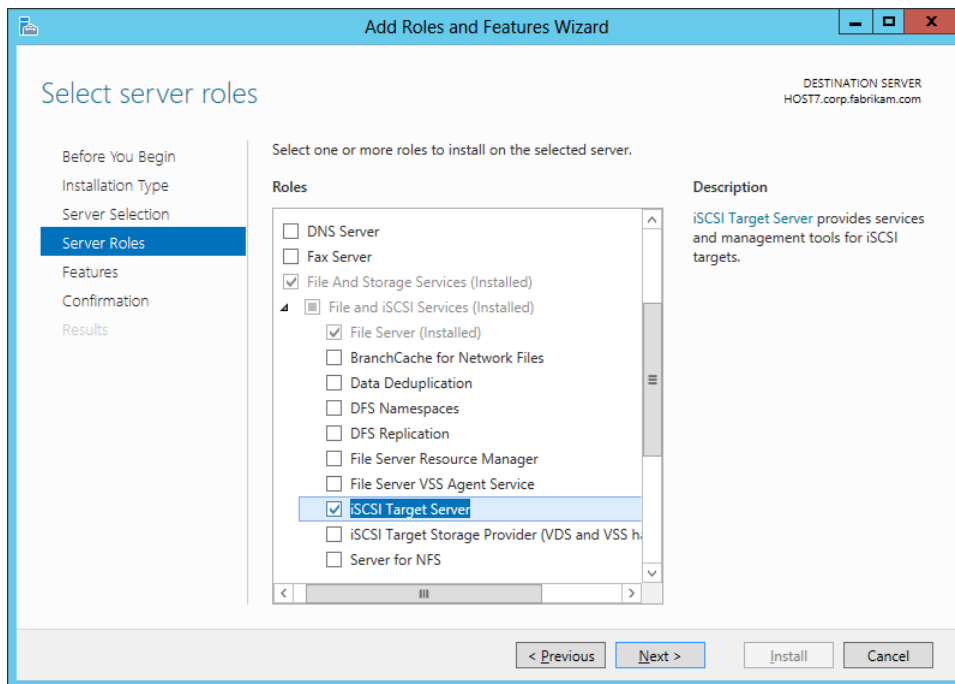 Add Roles and Features Wizard
Select server roles
DESTINATION SERVER
HOST7.corp.fabrikam.com
Before You Begin
Installation Type
Server Selection
Server Roles
Features
Confirmation
Results
Select one or more roles to install on the selected server.
Roles
DNS Server
Fax Server
File And Storage Services (Installed)
File and iSCSI Services (Installed)
File Server (Installed)
BranchCache for Network Files
Data Deduplication
DFS Namespaces
DFS Replication
File Server Resource Manager
File Server VSS Agent Service
iSCSI Target Server
iSCSI Target Storage Provider (VDS and VSS ha
Server for NFS
Description
iSCSI Target Server provides services
and management tools for iSCSI
targets.
< Previous
Next >
Install
Cancel